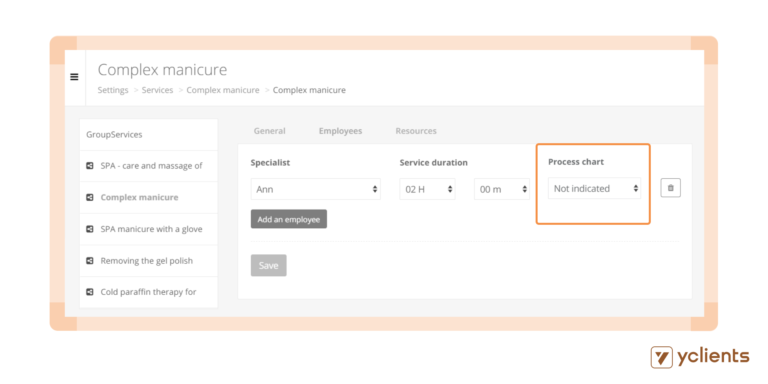 Complex manicure
Settings > Services > Complex manicure > Complex manicure
GroupServices
SPA - care and massage of
Complex manicure
SPA manicure with a glove
Removing the gel polish
Cold paraffin therapy for
General Employees Resources
Specialist Service duration Process chart
Ann 02 H 00 m Not indicated
Add an employee
Save
yclients